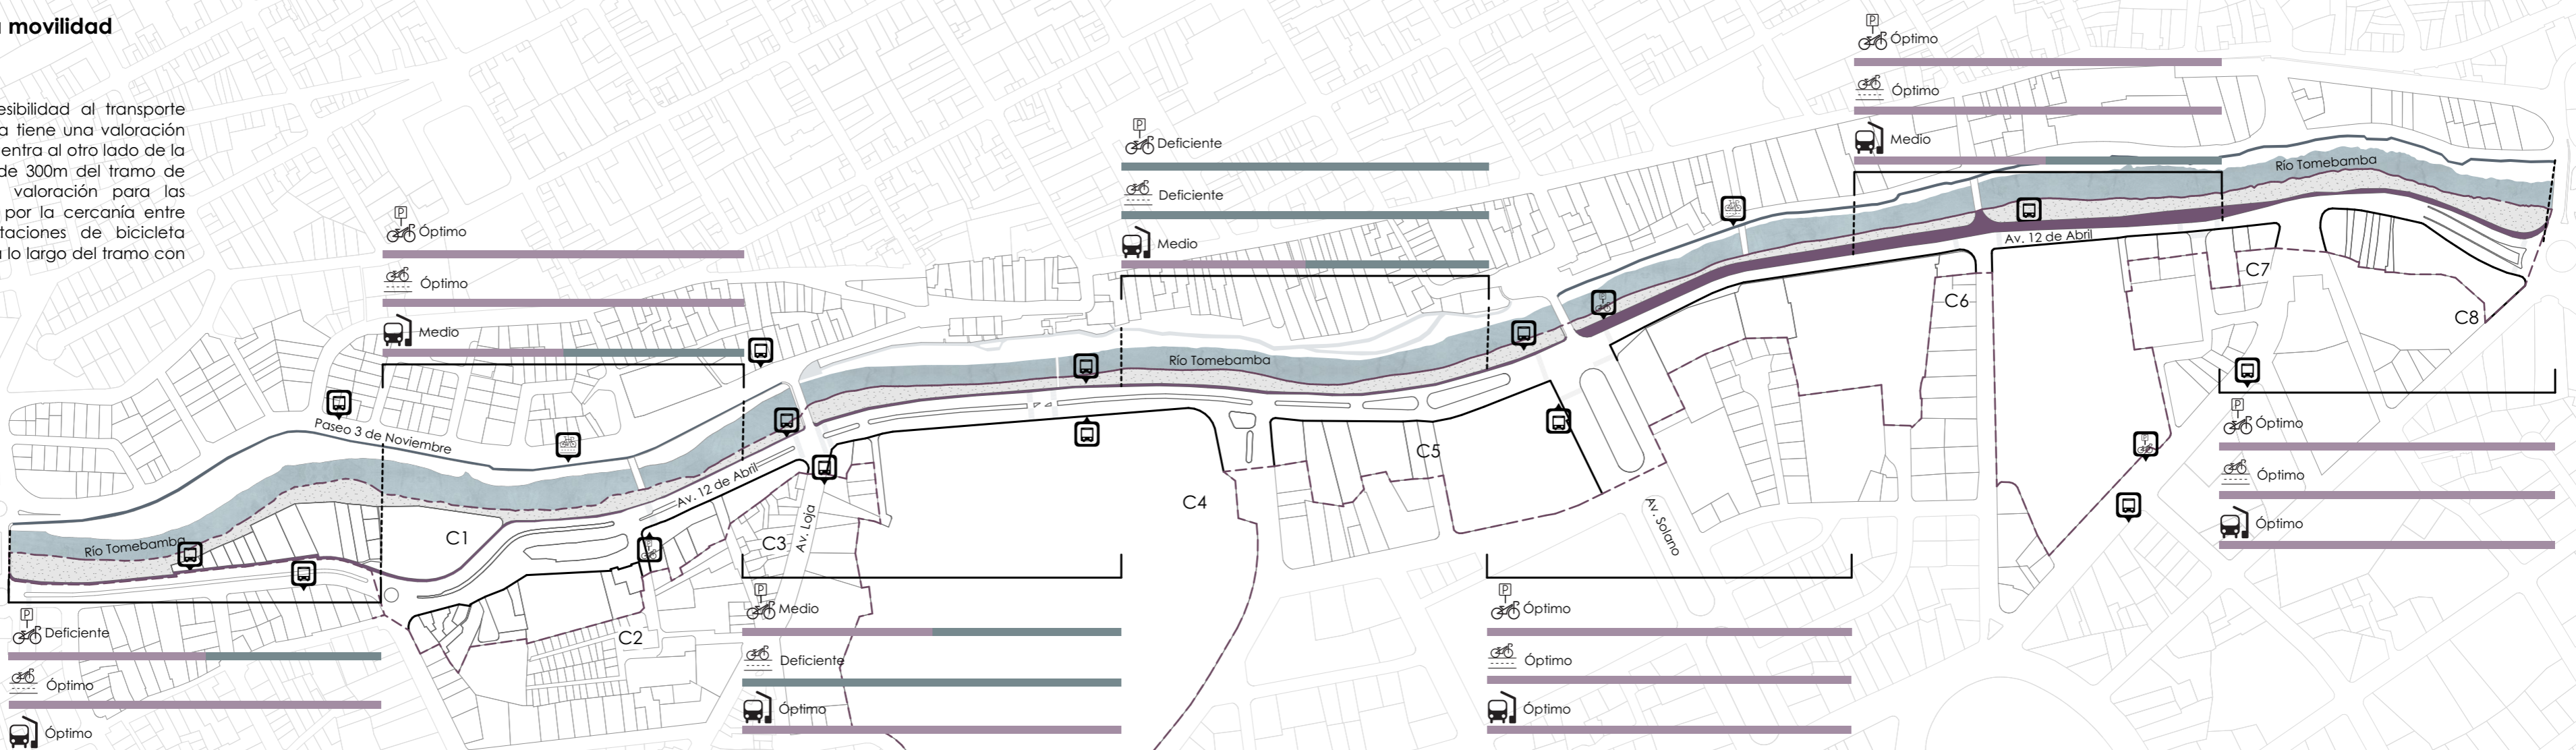 movilidad
al transporte
tiene una valoración
al otro lado de la
de 300m del tramo de
valoración para las
por la cercanía entre
de bicicleta
lo largo del tramo con
P
Óptimo
Óptimo
Medio
P
Deficiente
Deficiente
Medio
P
Óptimo
Óptimo
Medio
Río Tomebamba
Av. 12 de Abril
Río Tomebamba
Paseo 3 de Noviembre
Av. 12 de Abril
Río Tomebamba
Av. Loja
Av. Solano
C1
C2
C3
C4
C5
C6
C7
C8
P
Deficiente
Óptimo
Óptimo
P
Medio
Deficiente
Óptimo
P
Óptimo
Óptimo
Óptimo
P
Óptimo
Óptimo
Óptimo